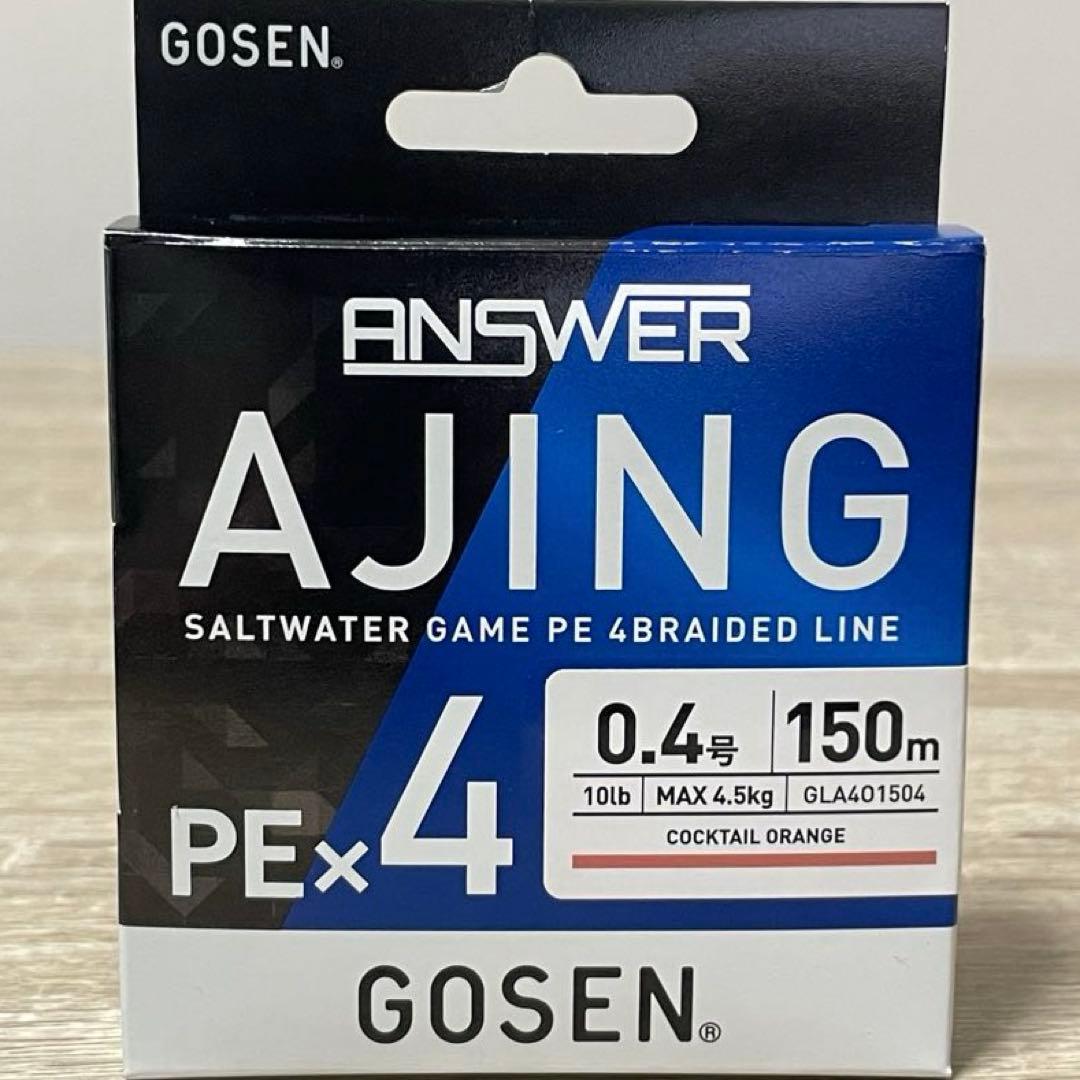 GOSEN®
ANSWER
AJING
SALTWATER GAME PE 4BRAIDED LINE
PE×4
0.4号 150m
10lb MAX 4.5kg GLA4O1504
COCKTAIL ORANGE
GOSEN®